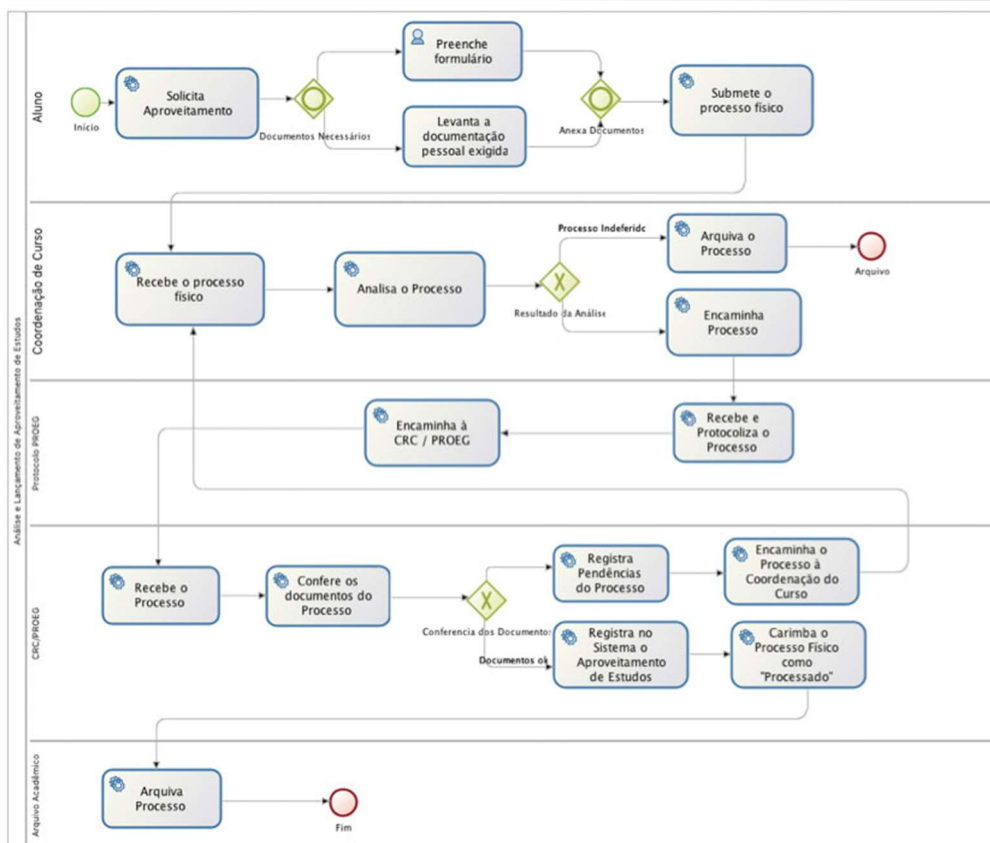 Análise e Lançamento de Aproveitamento de Estudos
Aluno
Início
Solicita
Aproveitamento
Documentos Necessários
Preenche
formulário
Levanta a
documentação
pessoal exigida
Anexa Documentos
Submete o
processo físico
Coordenação de Curso
Recebe o processo
físico
Analisa o Processo
Resultado da Análise
Processo Indeferido
Arquiva o
Processo
Arquivo
Encaminha
Processo
Protocolo PROEG
Encaminha à
CRC / PROEG
Recebe e
Protocoliza o
Processo
CRC/PROEG
Recebe o
Processo
Confere os
documentos do
Processo
Conferencia dos Documentos
Documentos ok
Registra
Pendências
do Processo
Encaminha o
Processo à
Coordenação do
Curso
Registra no
Sistema o
Aproveitamento
de Estudos
Carimba o
Processo Físico
como
"Processado"
Arquivo Acadêmico
Arquiva
Processo
Fim